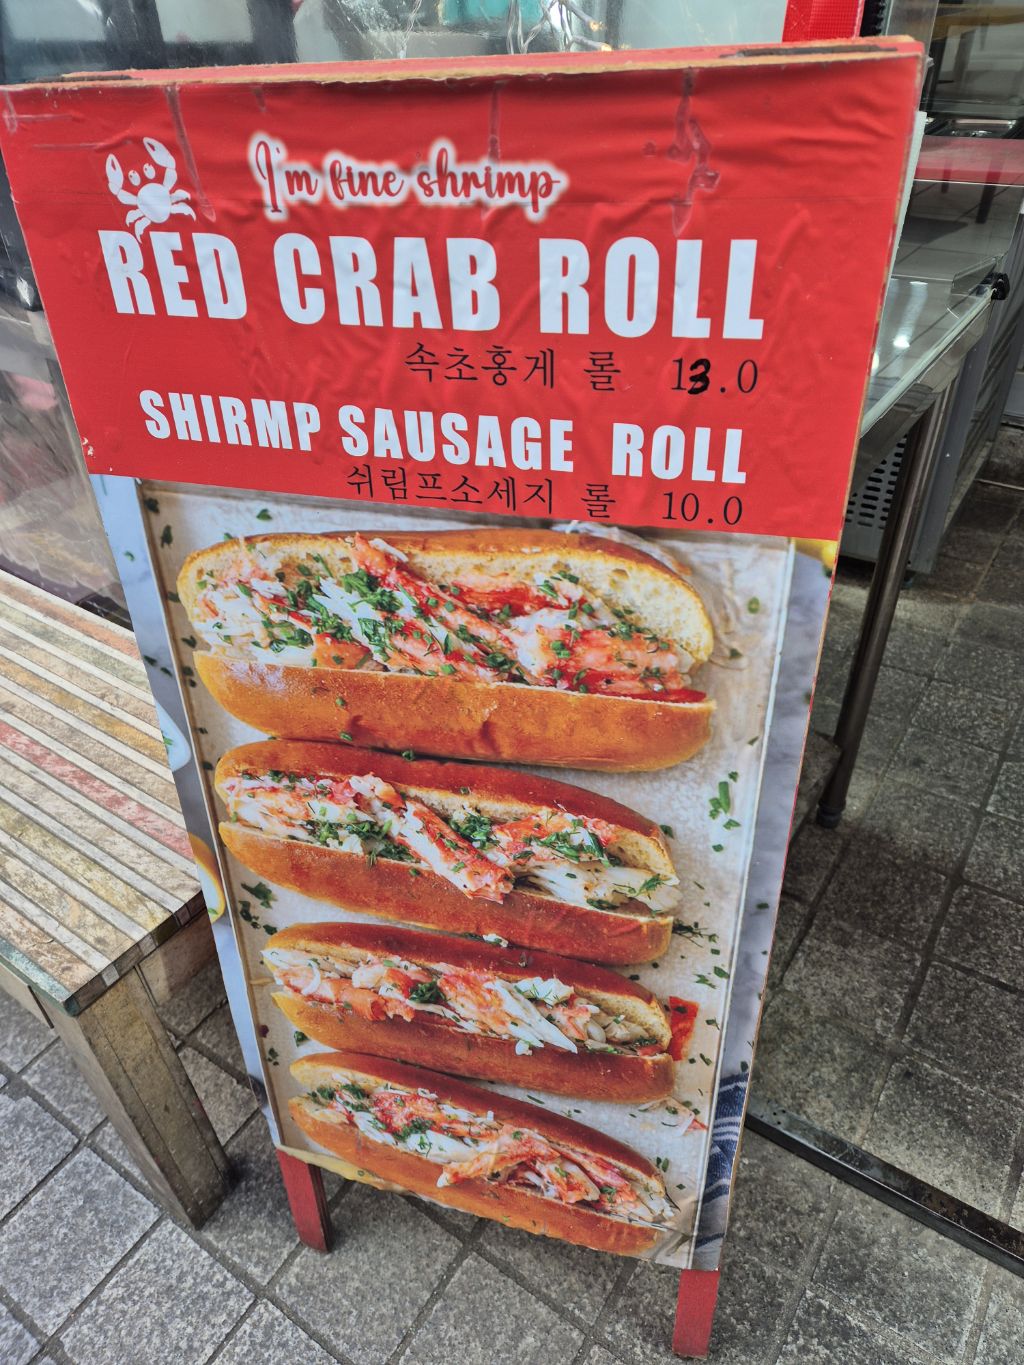 I'm fine shrimp
RED CRAB ROLL
속초홍게 롤 13.0
SHIRMP SAUSAGE ROLL
쉬림프소세지 롤 10.0